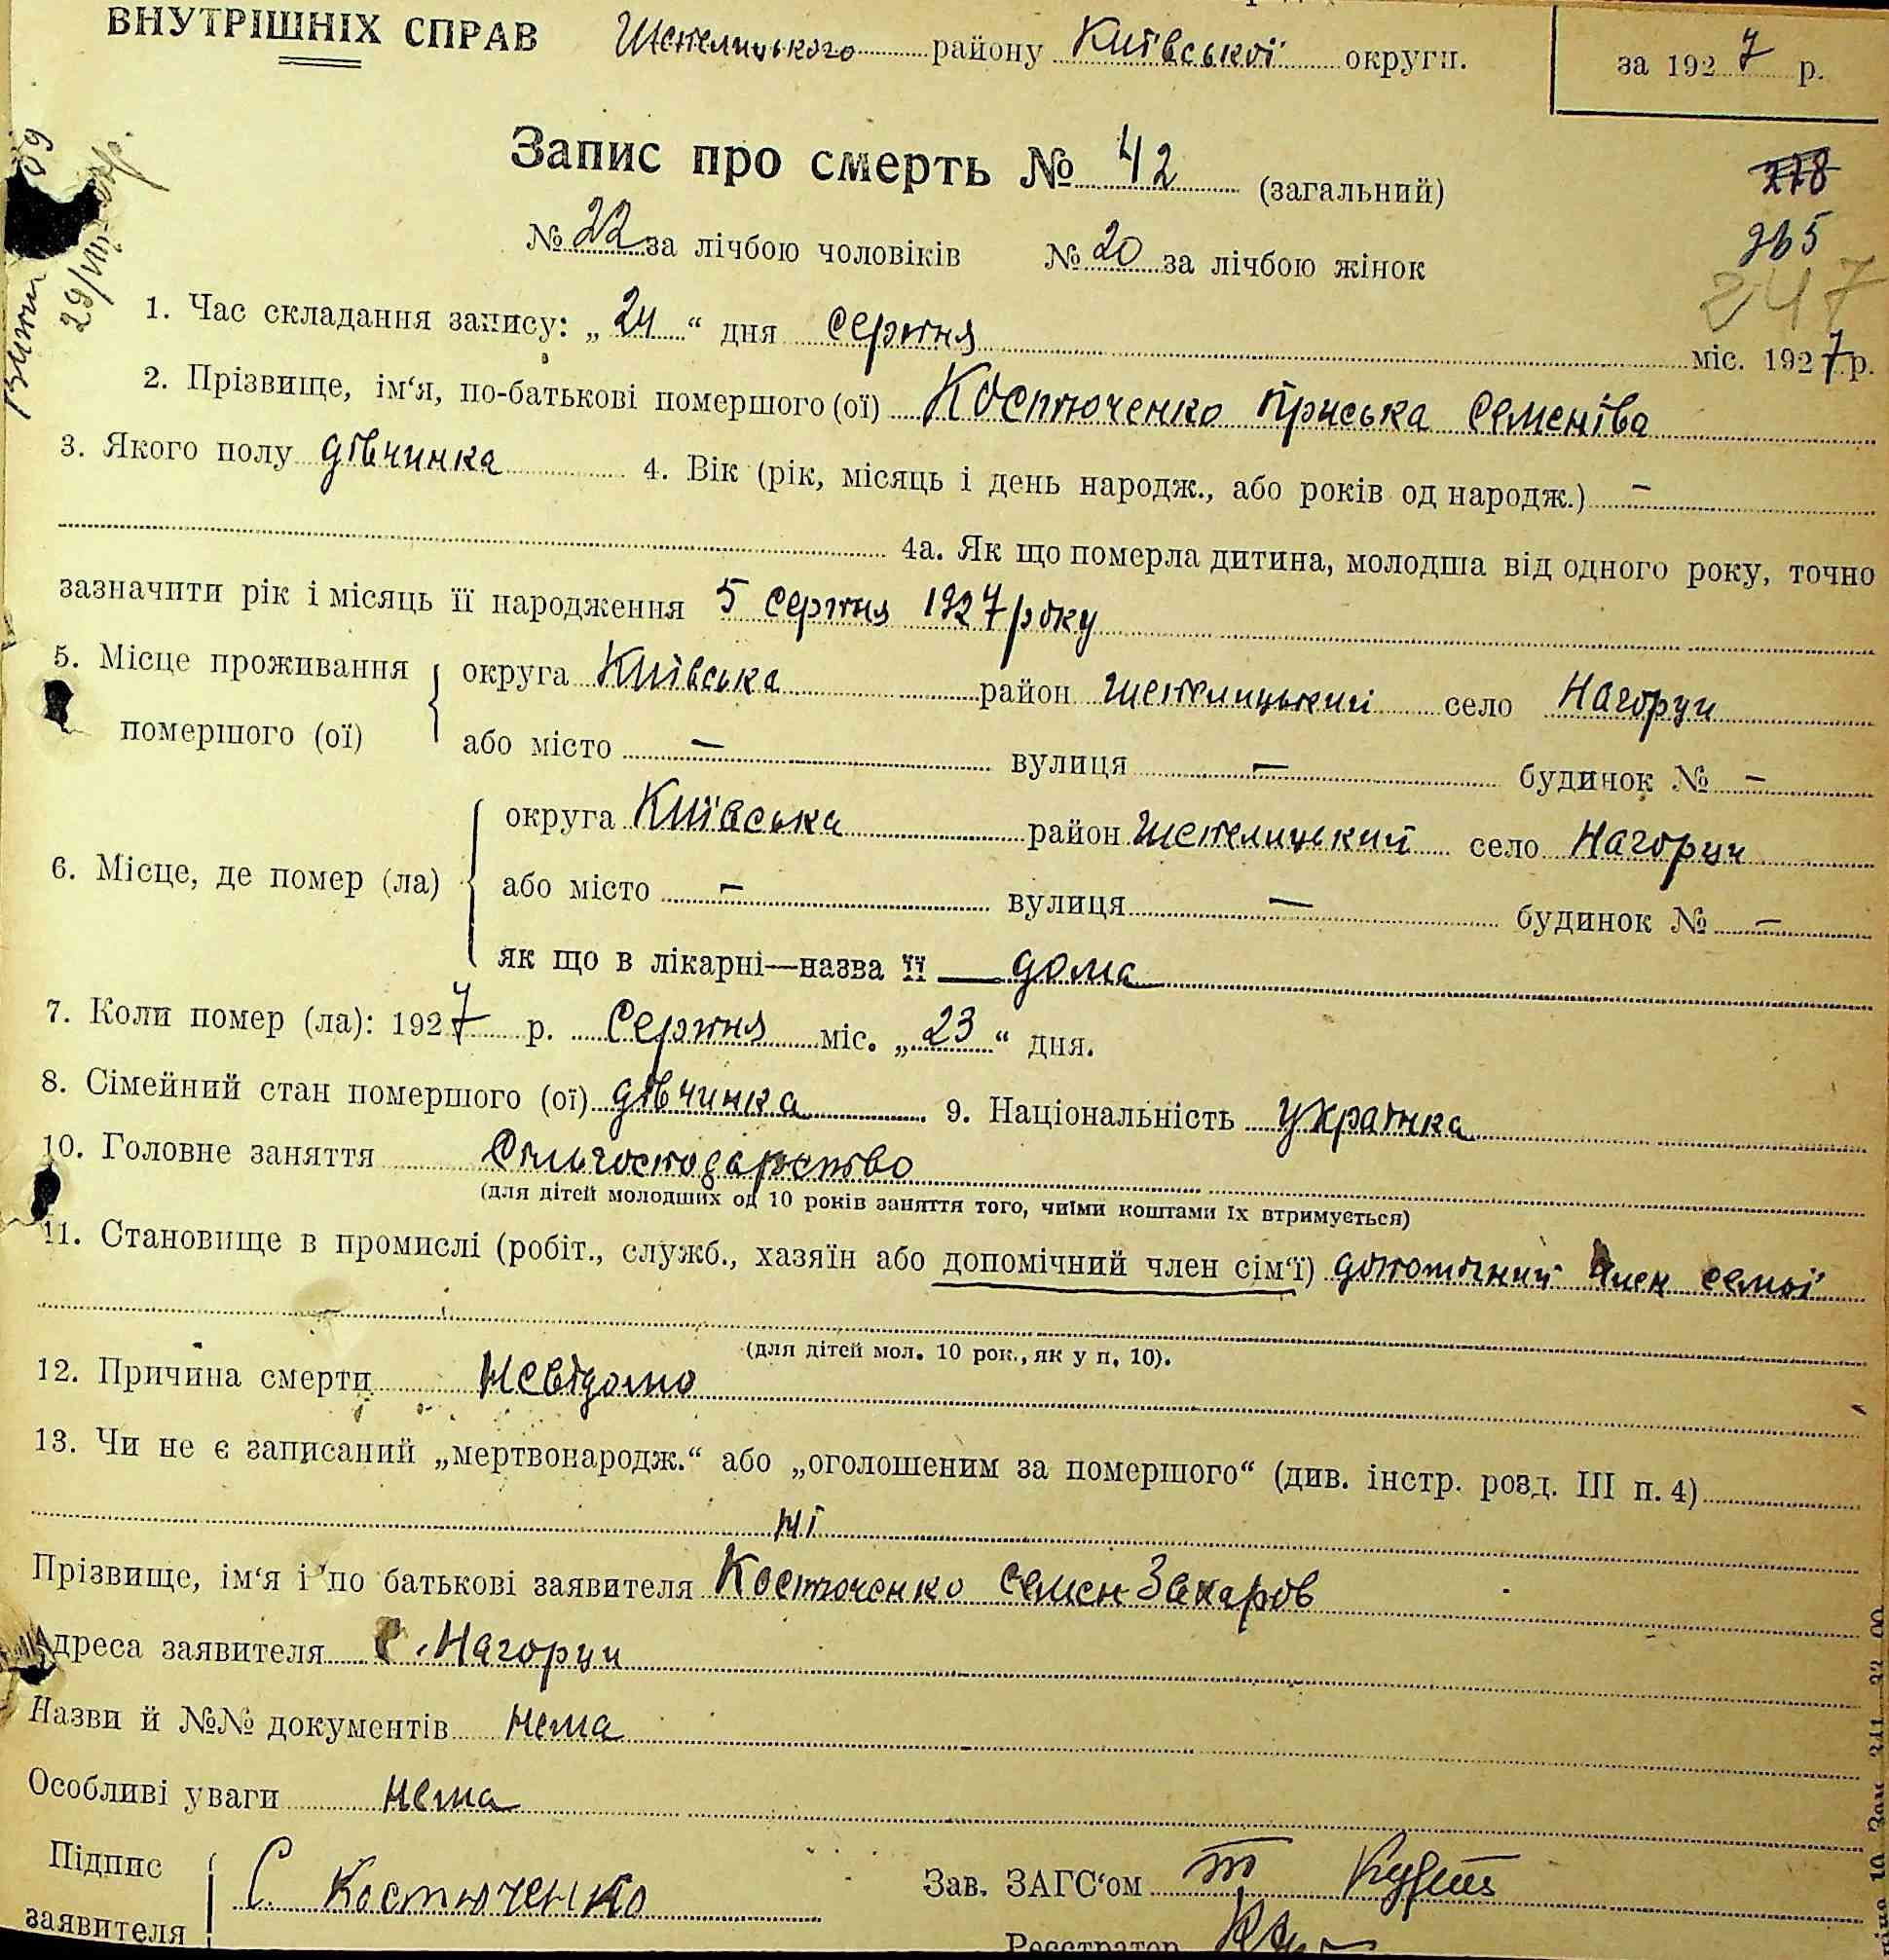 ВНУТРІШНІХ СПРАВ Шепелицького району Київської округи. за 1927 р.
Запис про смерть № 42 (загальний)
278
№ 22 за лічбою чоловіків № 20 за лічбою жінок
265
247
29/VIII
1. Час складання запису: „24“ дня серпня міс. 1927 р.
2. Прізвище, ім‘я, по-батькові помершого (ої) Костюченко Приська Семенівa
3. Якого полу дівчинка 4. Вік (рік, місяць і день народж., або років од народж.) –
4а. Як що померла дитина, молодша від одного року, точно
зазначити рік і місяць її народження 5 серпня 1927 року
5. Місце проживання округа Київська район Шепелицький село Нагорци
помершого (ої) або місто – вулиця – будинок № –
округа Київська район Шепелицький село Нагорци
6. Місце, де помер (ла) або місто – вулиця – будинок № –
як що в лікарні—назва її — дома
7. Коли помер (ла): 1927 р. Серпня міс. „23“ дня.
8. Сімейний стан помершого (ої) дівчинка 9. Національність українка
10. Головне заняття Сільгосподарство
(для дітей молодших од 10 років заняття того, чиїми коштами їх втримується)
11. Становище в промислі (робіт., служб., хазяїн або допомічний член сім‘ї) допомічний член семьї
(для дітей мол. 10 рок., як у п. 10).
12. Причина смерти Невідомо
13. Чи не є записаний „мертвонародж.“ або „оголошеним за помершого“ (див. інстр. розд. III п. 4)
ні
Прізвище, ім‘я і по батькові заявителя Костюченко Семен Захаров
Адреса заявителя с. Нагорци
Назви й №№ документів нема
Особливі уваги нема
Підпис заявителя С. Костюченко Зав. ЗАГС‘ом
Реєстратор